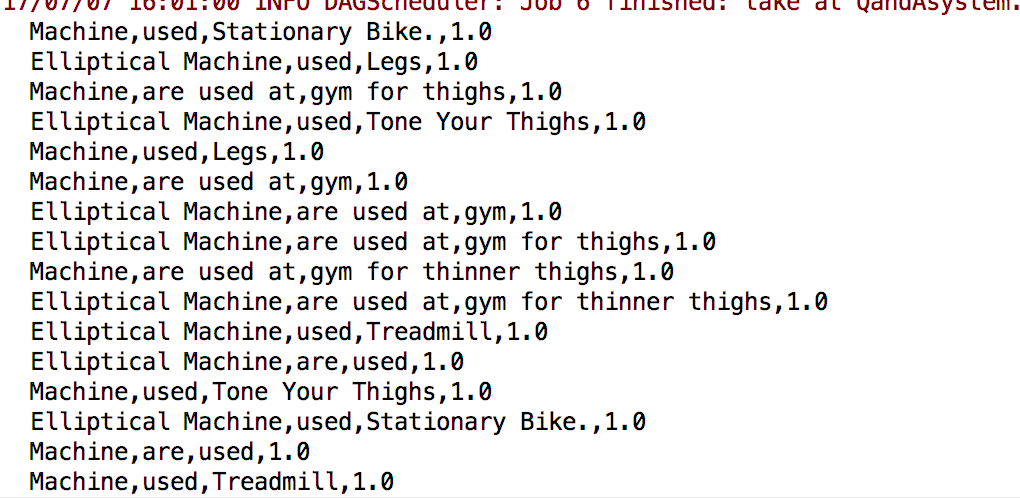 17/07/07 16:01:00 INFO DAGScheduler: Job 6 finished: take at QandAsystem.
Machine,used,Stationary Bike.,1.0
Elliptical Machine,used,Legs,1.0
Machine,are used at,gym for thighs,1.0
Elliptical Machine,used,Tone Your Thighs,1.0
Machine,used,Legs,1.0
Machine,are used at,gym,1.0
Elliptical Machine,are used at,gym,1.0
Elliptical Machine,are used at,gym for thighs,1.0
Machine,are used at,gym for thinner thighs,1.0
Elliptical Machine,are used at,gym for thinner thighs,1.0
Elliptical Machine,used,Treadmill,1.0
Elliptical Machine,are,used,1.0
Machine,used,Tone Your Thighs,1.0
Elliptical Machine,used,Stationary Bike.,1.0
Machine,are,used,1.0
Machine,used,Treadmill,1.0